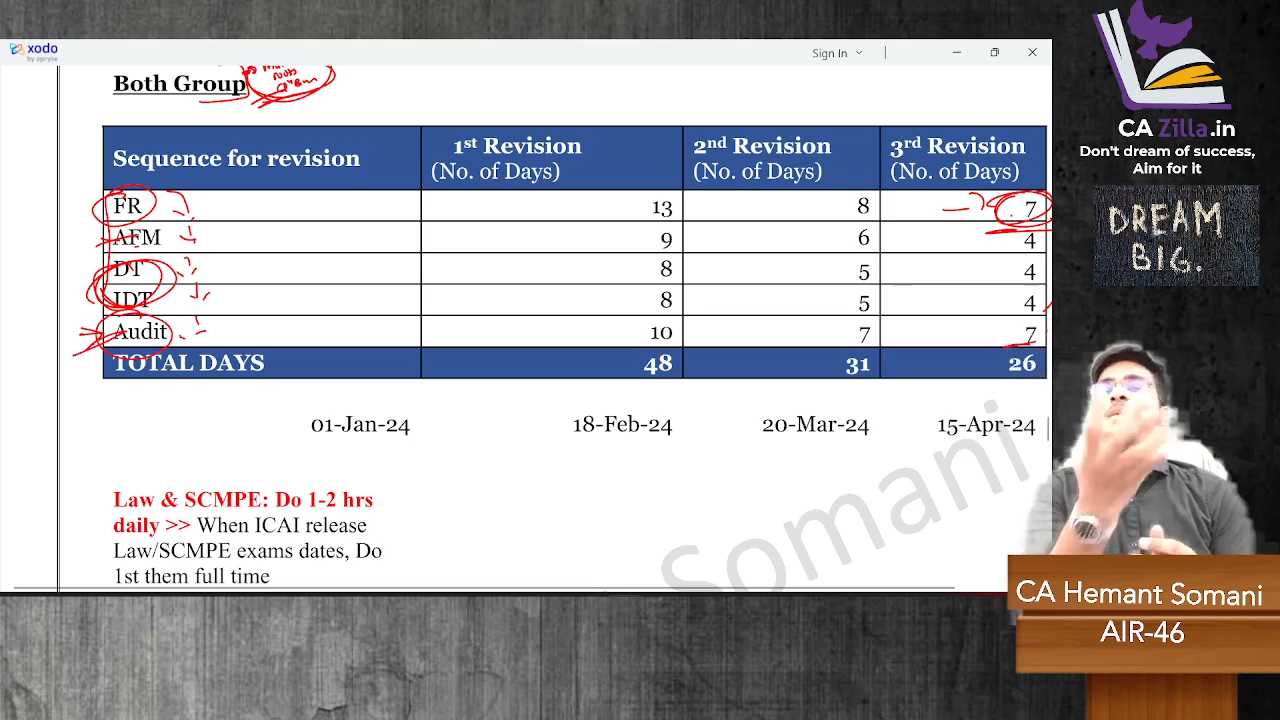 xodo
by apryse
Sign In
Both Group
Sequence for revision 1st Revision (No. of Days) 2nd Revision (No. of Days) 3rd Revision (No. of Days)
FR 13 8 7
AFM 9 6 4
DT 8 5 4
IDT 8 5 4
Audit 10 7 7
TOTAL DAYS 48 31 26
01-Jan-24 18-Feb-24 20-Mar-24 15-Apr-24
Law & SCMPE: Do 1-2 hrs
daily >> When ICAI release
Law/SCMPE exams dates, Do
1st them full time
Somani
CA Zilla.in
Don't dream of success,
Aim for it
DREAM
BIG.
CA Hemant Somani
AIR-46